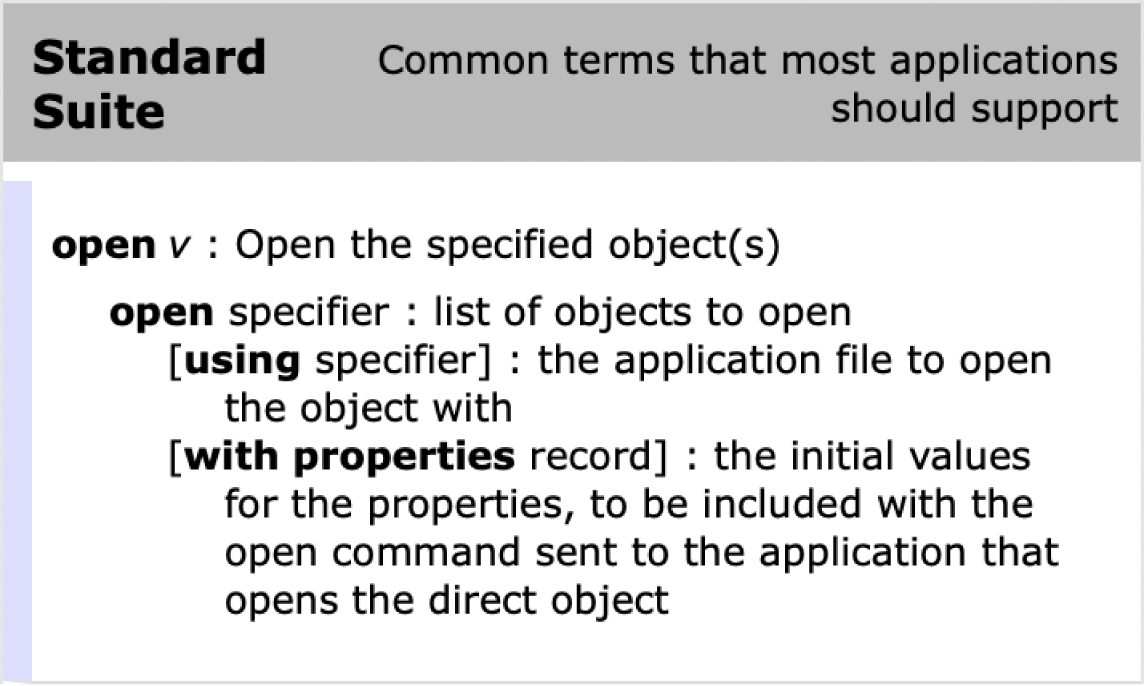 Standard Suite
Common terms that most applications
should support
open v : Open the specified object(s)
open specifier : list of objects to open
[using specifier] : the application file to open
the object with
[with properties record] : the initial values
for the properties, to be included with the
open command sent to the application that
opens the direct object